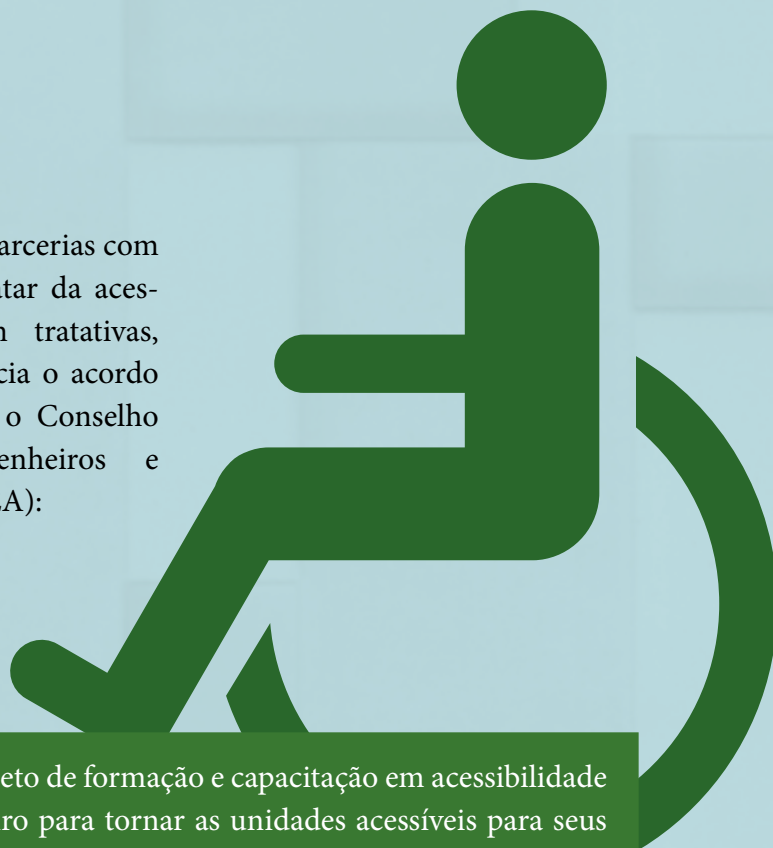 arcerias com
atar da aces-
tratativas,
cia o acordo
o Conselho
enheiros e
A):
eto de formação e capacitação em acessibilidade
ro para tornar as unidades acessíveis para seus